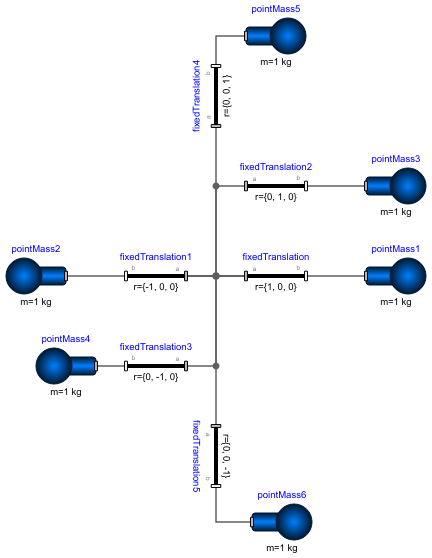 pointMass5
m=1 kg
fixedTranslation4
b
a
r={0, 0, 1}
fixedTranslation2
a
b
r={0, 1, 0}
pointMass3
m=1 kg
pointMass2
m=1 kg
fixedTranslation1
b
a
r={-1, 0, 0}
fixedTranslation
a
b
r={1, 0, 0}
pointMass1
m=1 kg
pointMass4
m=1 kg
fixedTranslation3
b
a
r={0, -1, 0}
fixedTranslation5
a
b
r={0, 0, -1}
pointMass6
m=1 kg